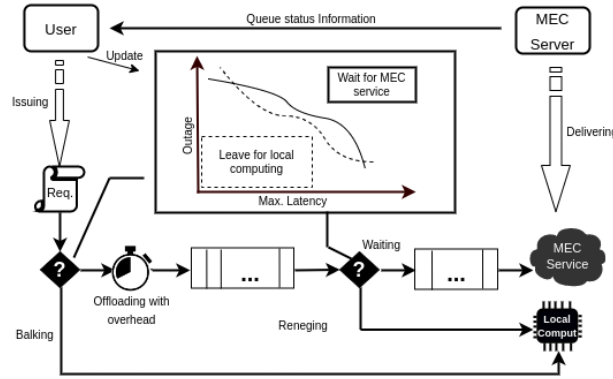 Queue status Information
User
MEC
Server
Update
Wait for MEC
service
Issuing
Outage
Delivering
Leave for local
computing
Req.
Max. Latency
?
...
?
Waiting
...
MEC
Service
Offloading with
overhead
Reneging
Local
Comput
Balking